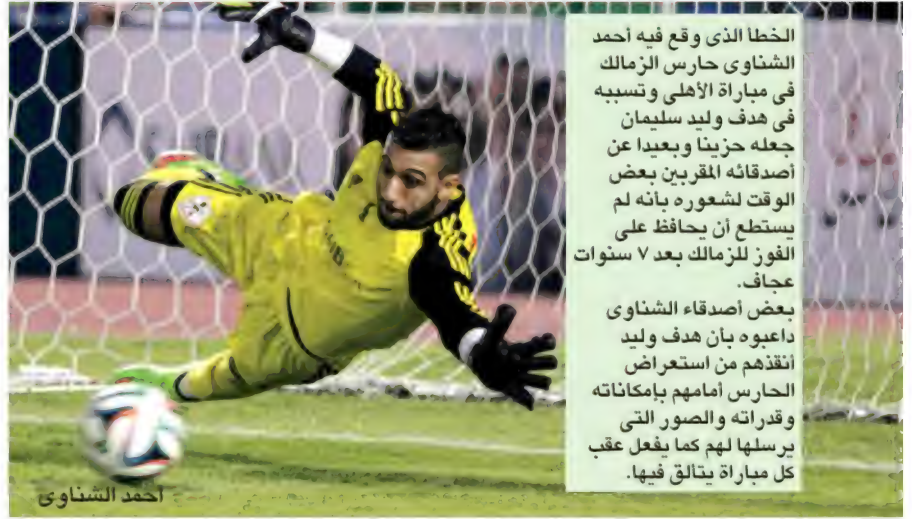 الخطأ الذى وقع فيه أحمد
الشناوى حارس الزمالك
فى مباراة الأهلى وتسببه
فى هدف وليد سليمان
جعله حزينا وبعيدا عن
أصدقائه المقربين بعض
الوقت لشعوره بأنه لم
يستطع أن يحافظ على
الفوز للزمالك بعد ٧ سنوات
عجاف.
بعض أصدقاء الشناوى
داعبوه بأن هدف وليد
أنقذهم من استعراض
الحارس أمامهم بإمكاناته
وقدراته والصور التى
يرسلها لهم كما يفعل عقب
كل مباراة يتألق فيها.
أحمد الشناوى